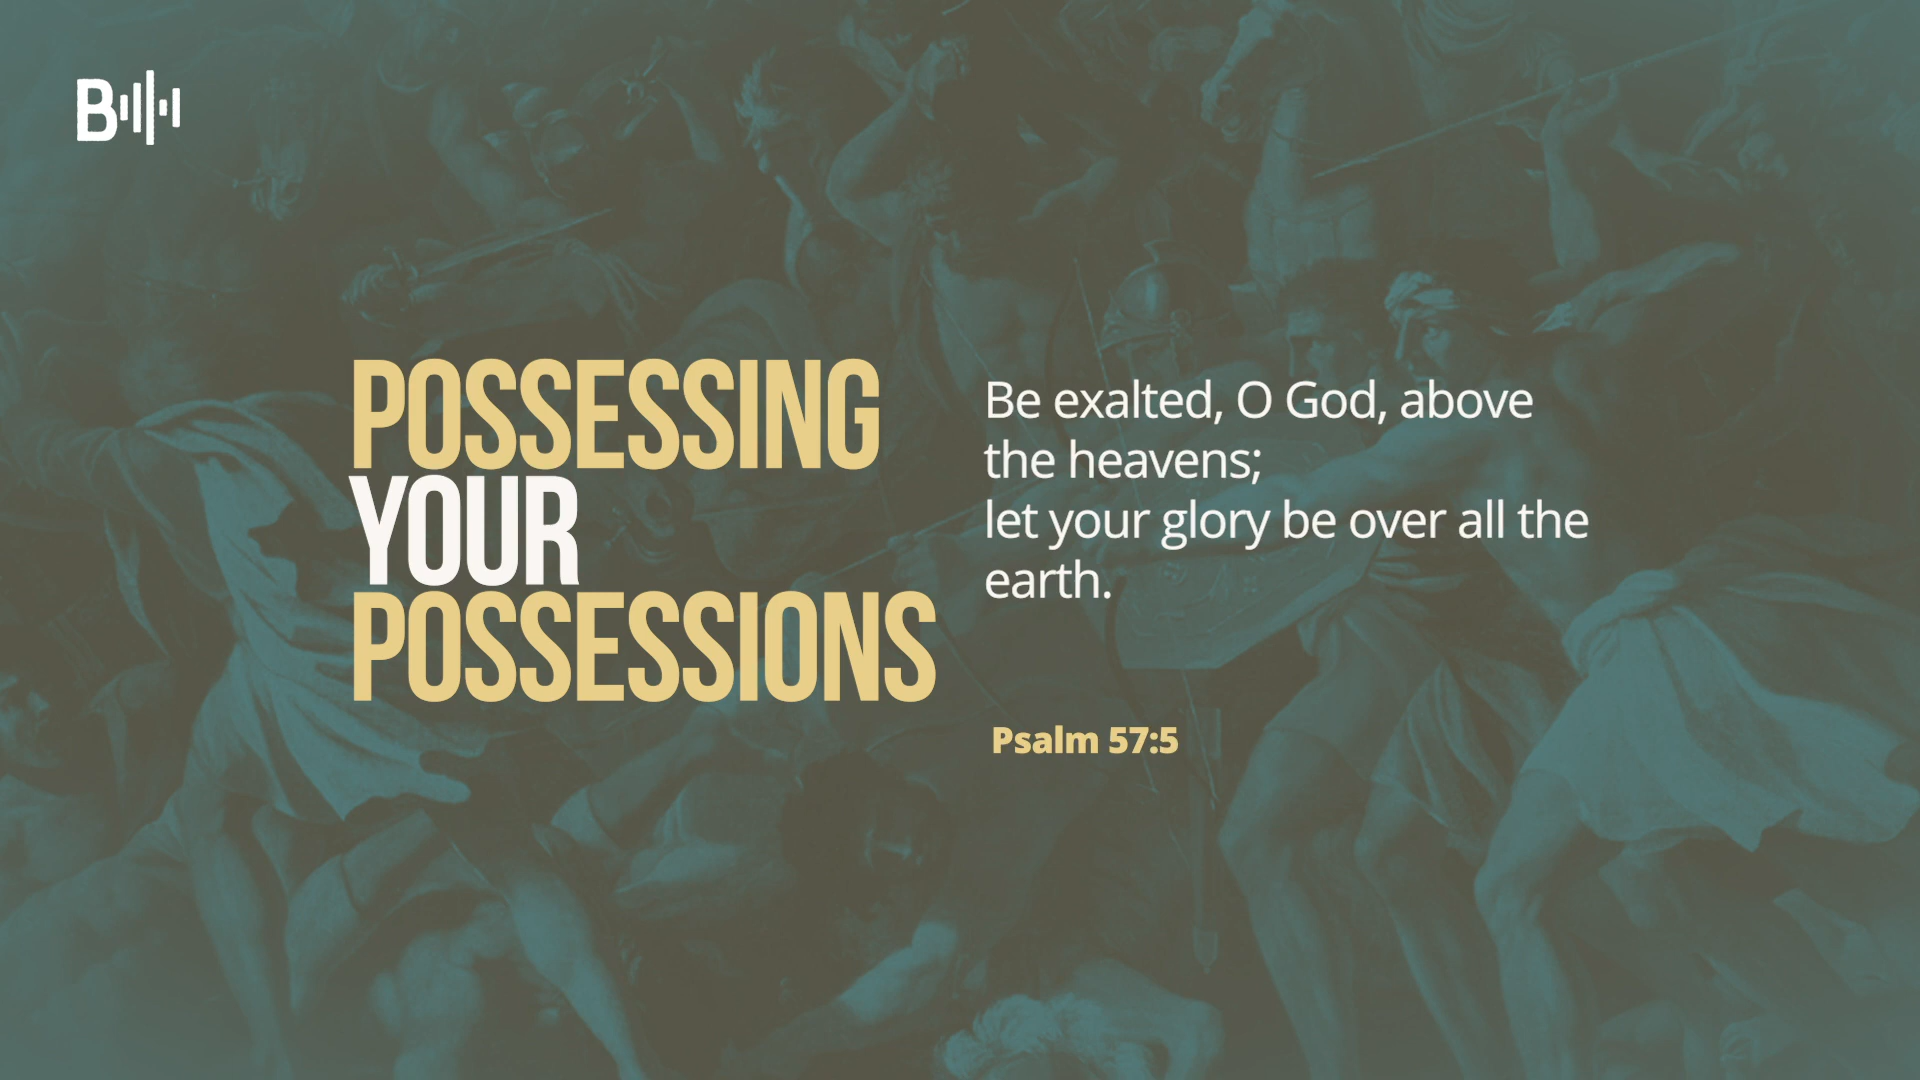 B
POSSESSING
YOUR
POSSESSIONS
Be exalted, O God, above
the heavens;
let your glory be over all the
earth.
Psalm 57:5